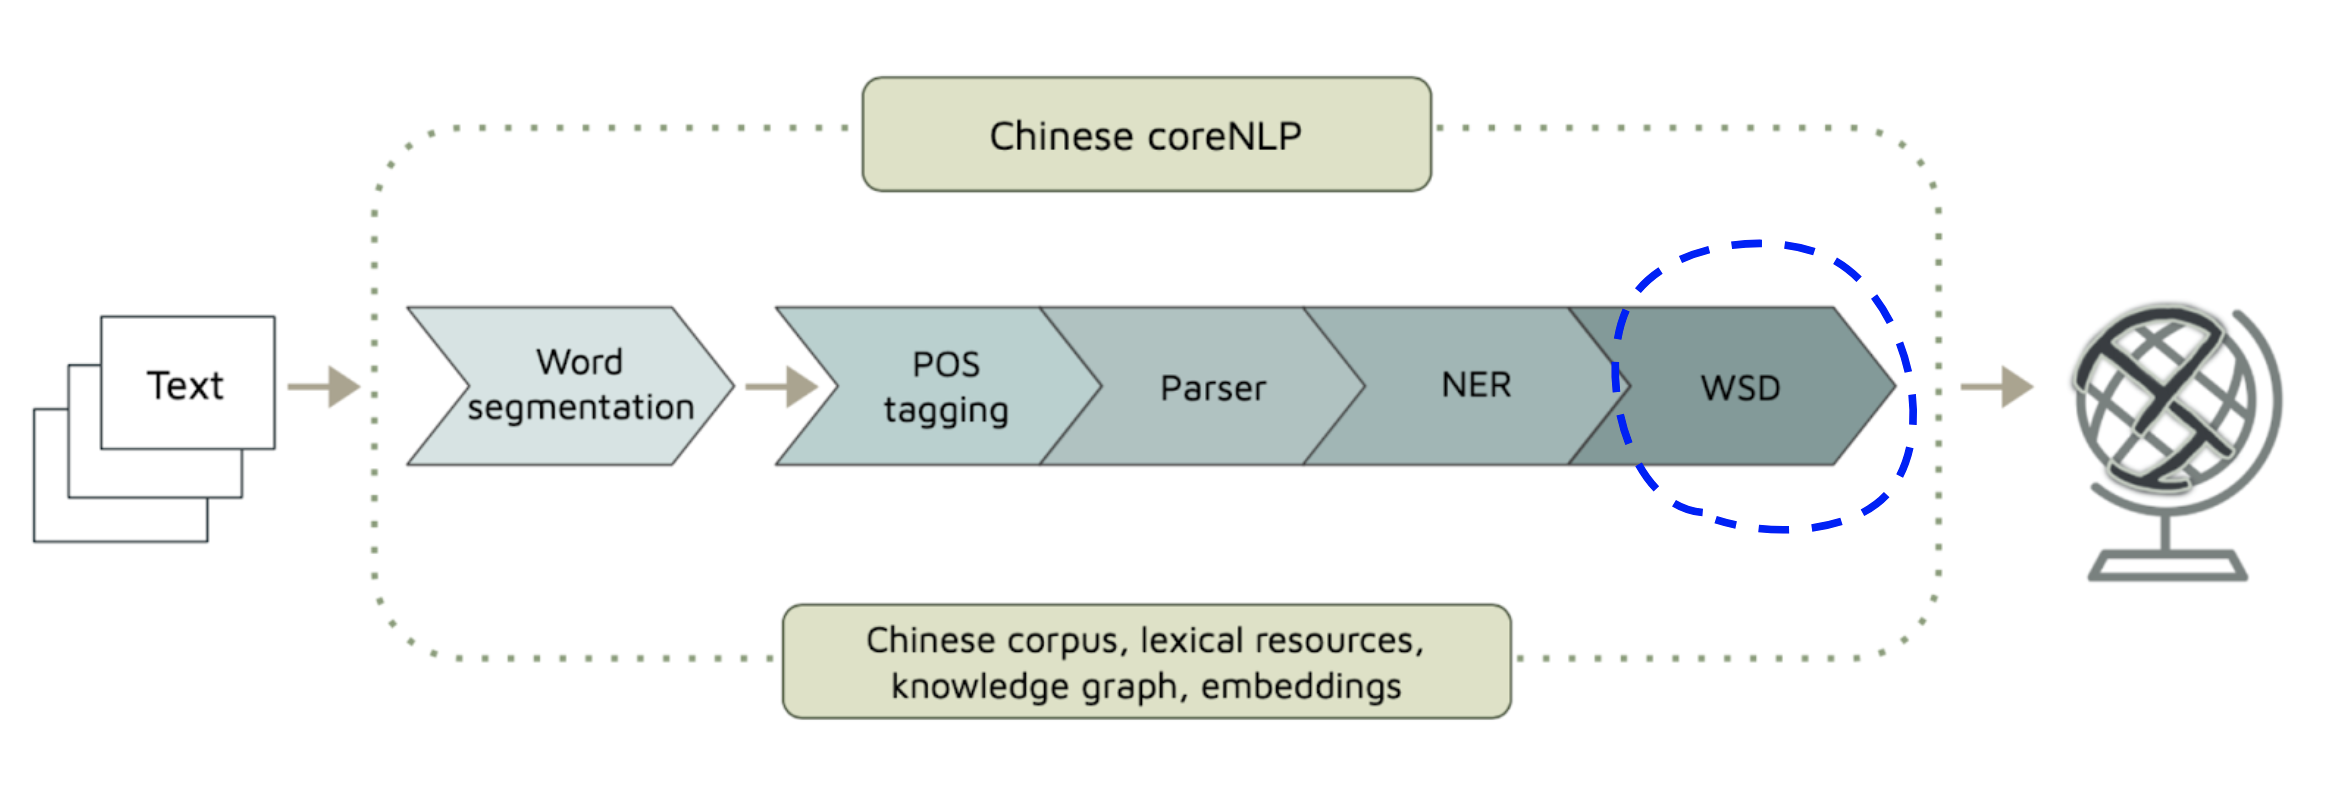 Chinese coreNLP
Text
Word
segmentation
POS
tagging
Parser
NER
WSD
Chinese corpus, lexical resources,
knowledge graph, embeddings